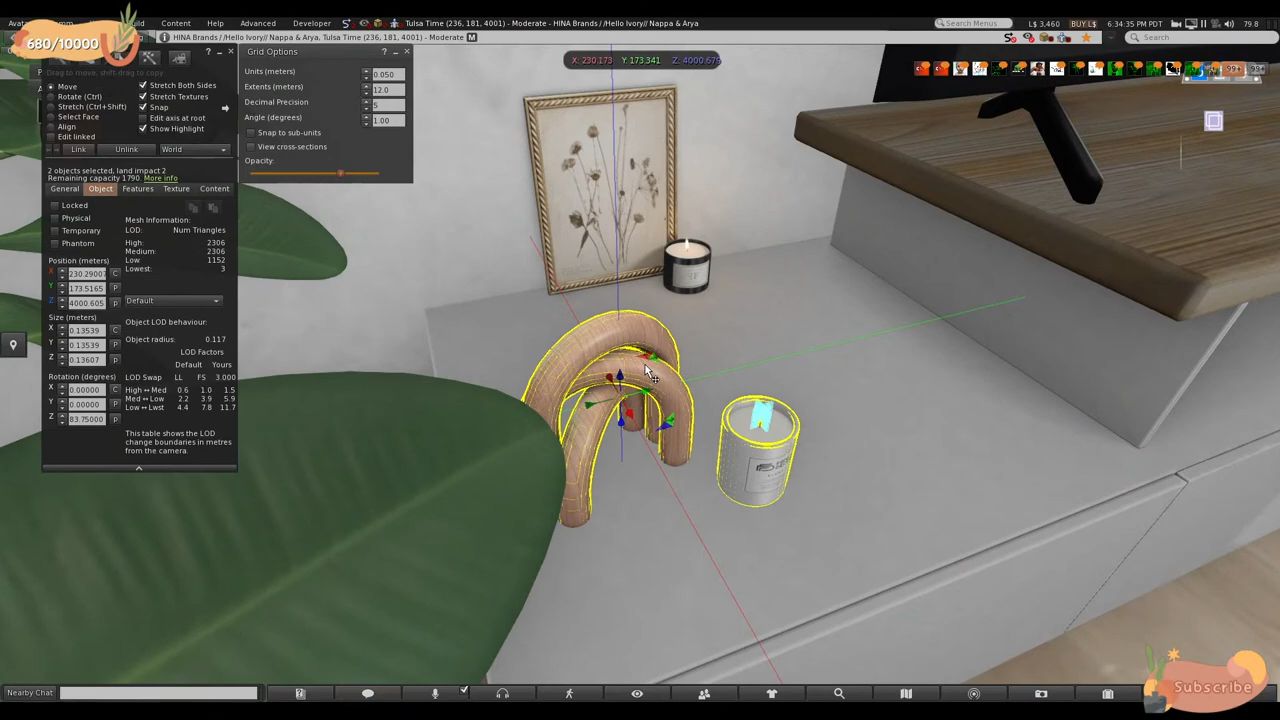 Content Help Advanced Developer Tulsa Time (236, 181, 4001) - Moderate - HINA Brands / /Hello Ivory// Nappa & Arya Search Menus L$ 3,460 BUY L$ 6:34:35 PM PDT 79.8
HINA Brands //Hello Ivory// Nappa & Arya, Tulsa Time (236, 181, 4001) - Moderate M Search
680/10000
Grid Options
X: 230.173 Y: 173.341 Z: 4000.679
Drag to move, shift-drag to copy
Units (meters) 0.050
Extents (meters) 12.0
Decimal Precision 5
Angle (degrees) 1.00
Snap to sub-units
View cross-sections
Opacity:
Move
Rotate (Ctrl)
Stretch (Ctrl+Shift)
Select Face
Align
Edit linked
Stretch Both Sides
Stretch Textures
Snap
Edit axis at root
Show Highlight
Link Unlink World
2 objects selected, land impact 2
Remaining capacity 1790. More info
General Object Features Texture Content
Locked
Physical
Temporary
Phantom
Mesh Information:
LOD: Num Triangles
High: 2306
Medium: 2306
Low: 1152
Lowest: 3
Position (meters)
X 230.29007 C
Y 173.5165 P
Z 4000.605 p
Default
Size (meters)
X 0.13539 C
Y 0.13539 p
Z 0.13607 p
Object LOD behaviour:
Object radius: 0.117
LOD Factors
Default Yours
LOD Swap LL FS 3.000
High ↔ Med 0.6 1.0 1.5
Med ↔ Low 2.2 3.9 5.9
Low ↔ Lwst 4.4 7.8 11.7
Rotation (degrees)
X 0.00000 C
Y 0.00000 p
Z 83.75000 p
This table shows the LOD
change boundaries in metres
from the camera.
99+ 99+
Nearby Chat
Subscribe